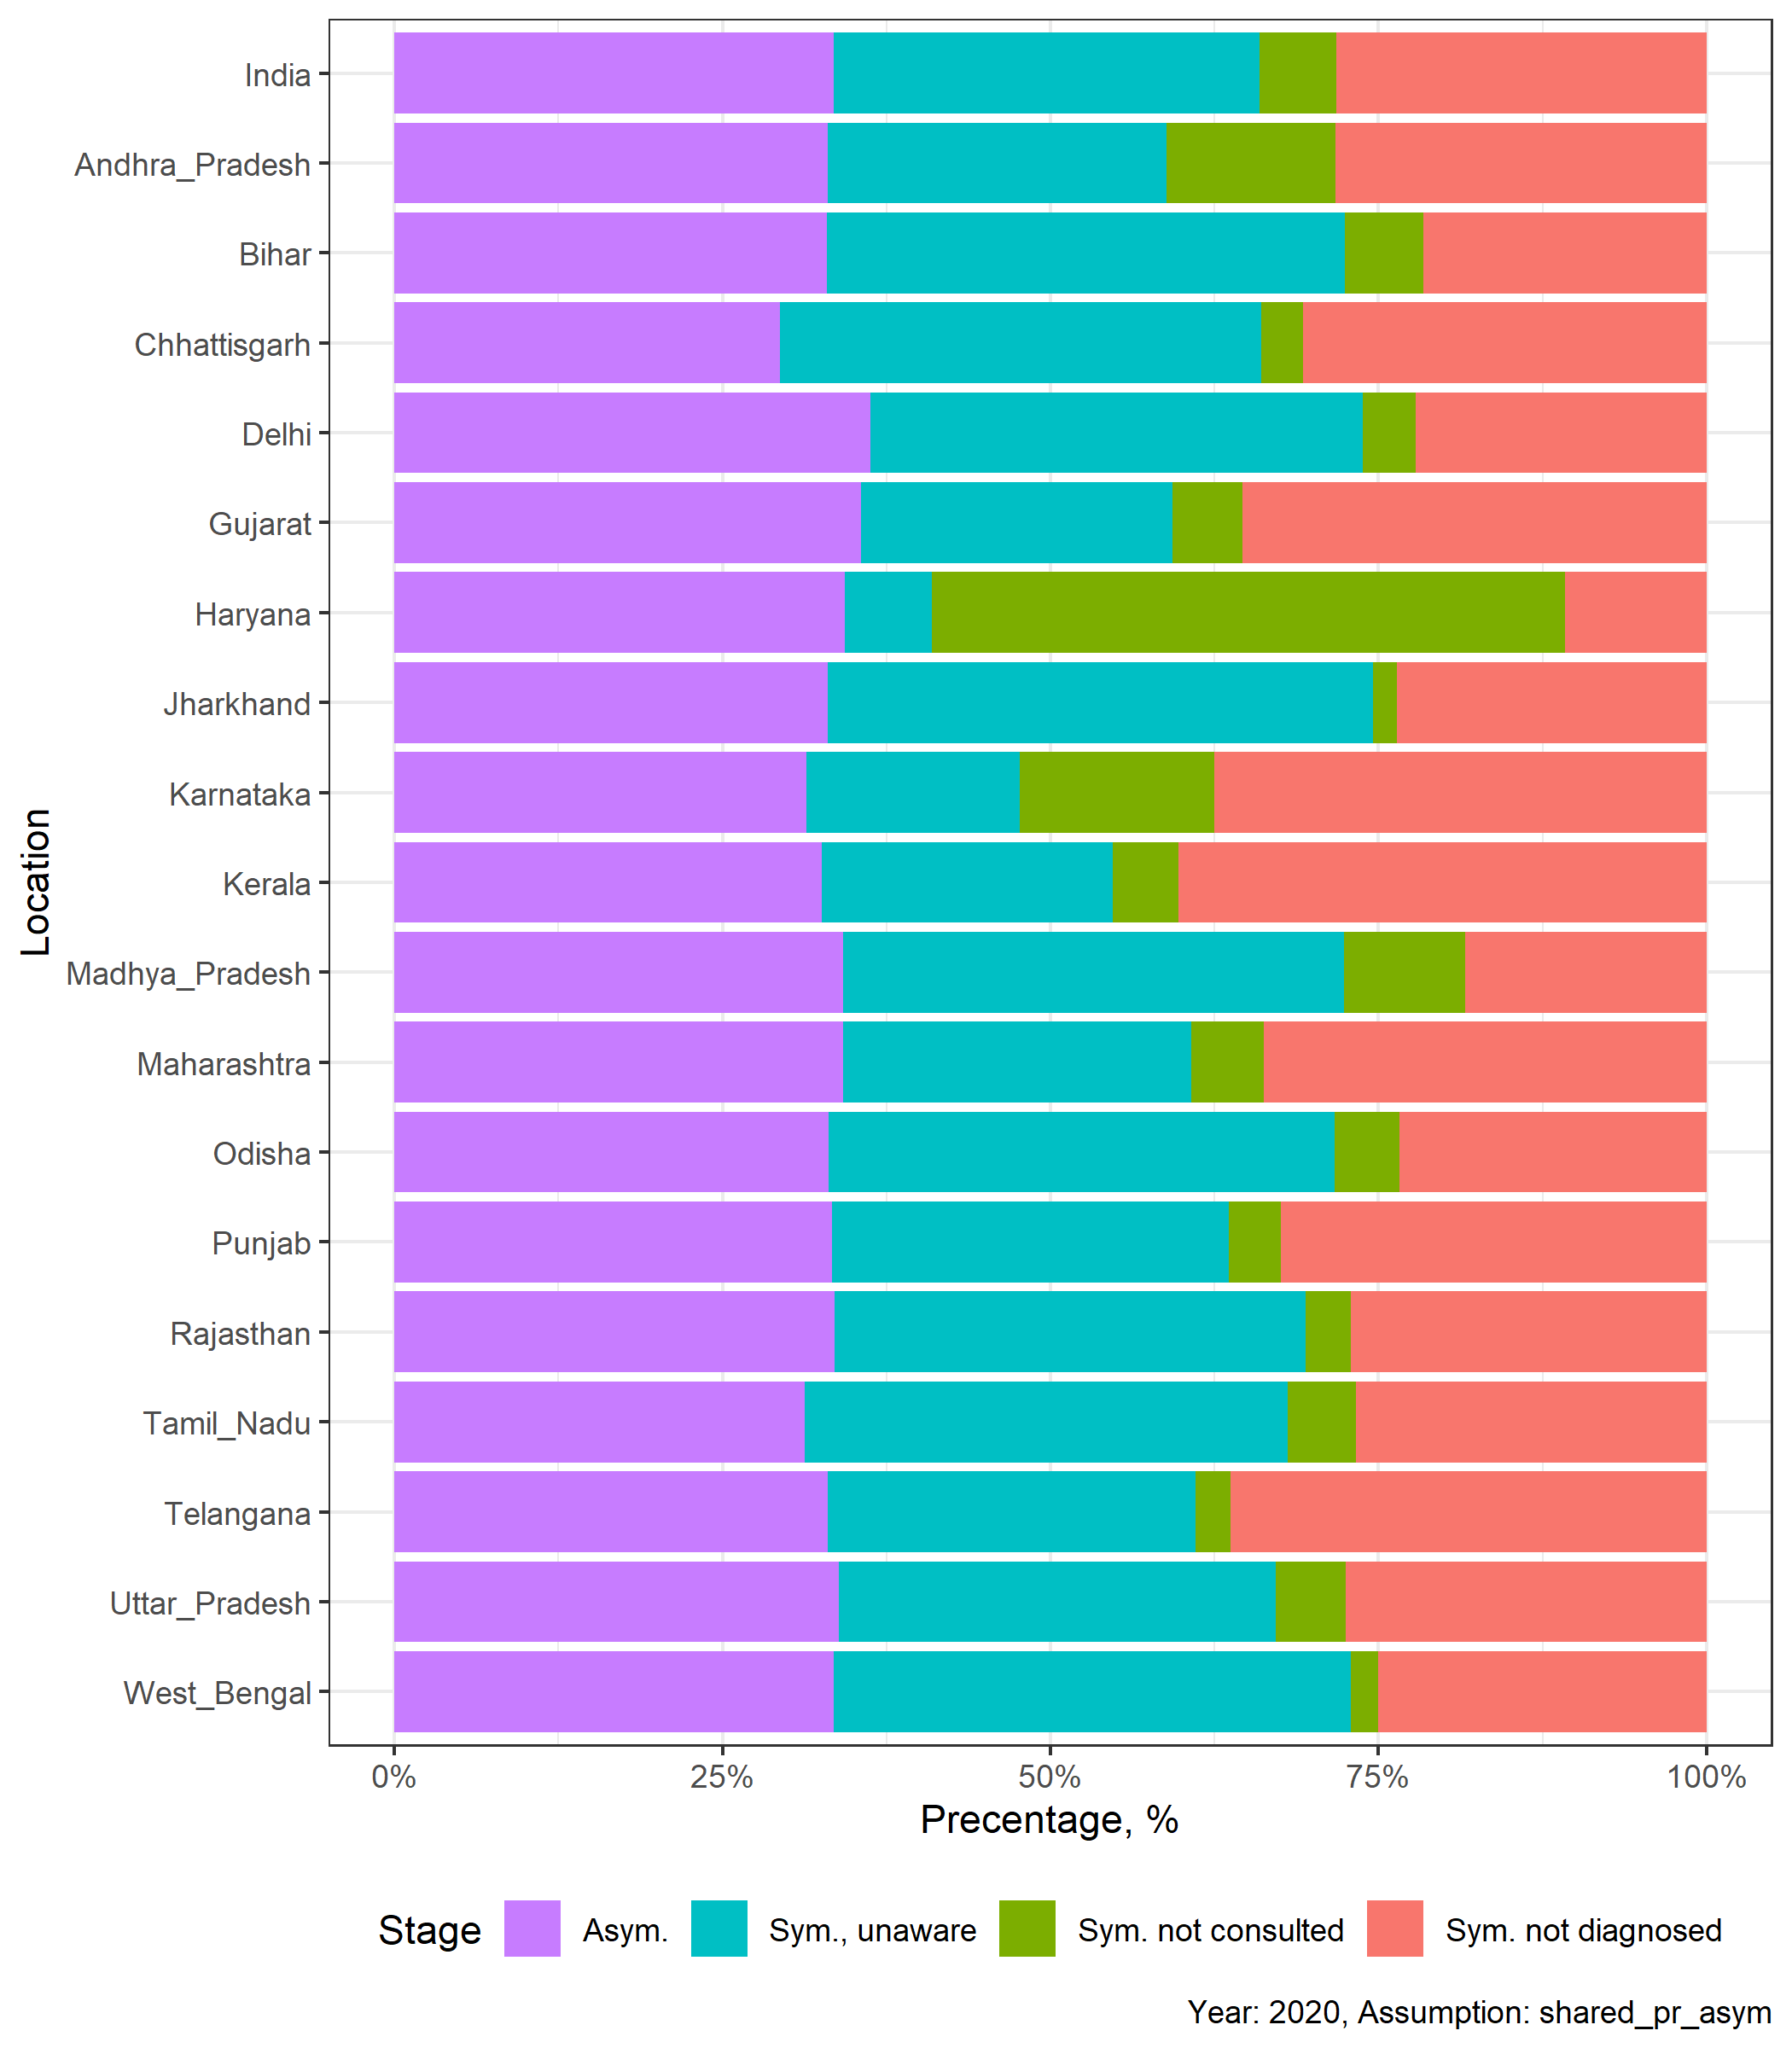 India
Andhra_Pradesh
Bihar
Chhattisgarh
Delhi
Gujarat
Haryana
Jharkhand
Karnataka
Kerala
Madhya_Pradesh
Maharashtra
Odisha
Punjab
Rajasthan
Tamil_Nadu
Telangana
Uttar_Pradesh
West_Bengal
Location
0% 25% 50% 75% 100%
Precentage, %
Stage Asym. Sym., unaware Sym. not consulted Sym. not diagnosed
Year: 2020, Assumption: shared_pr_asym